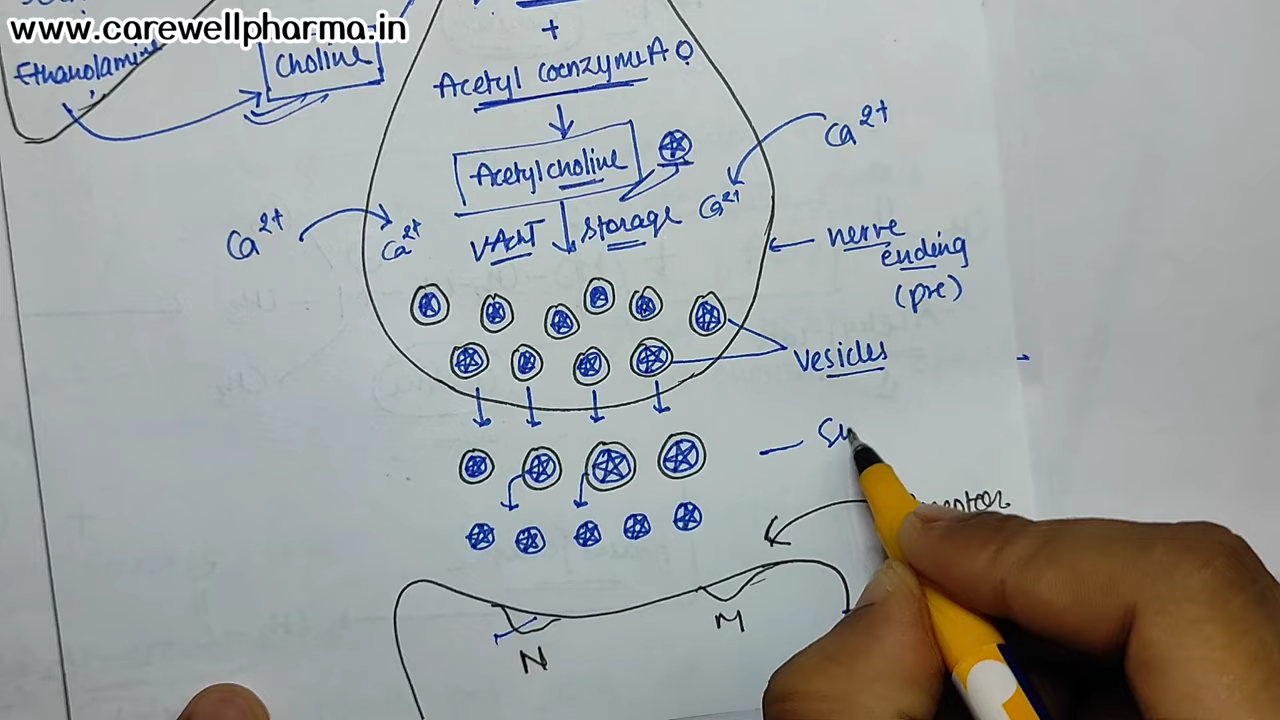 www.carewellpharma.in
Ethanolamine
Choline
+
Acetyl Coenzyme A
Acetylcholine
Ca2+
Ca2+
Ca2+
Ca2+
VAchT
Storage
nerve
ending
(pre)
Vesicles
N
M